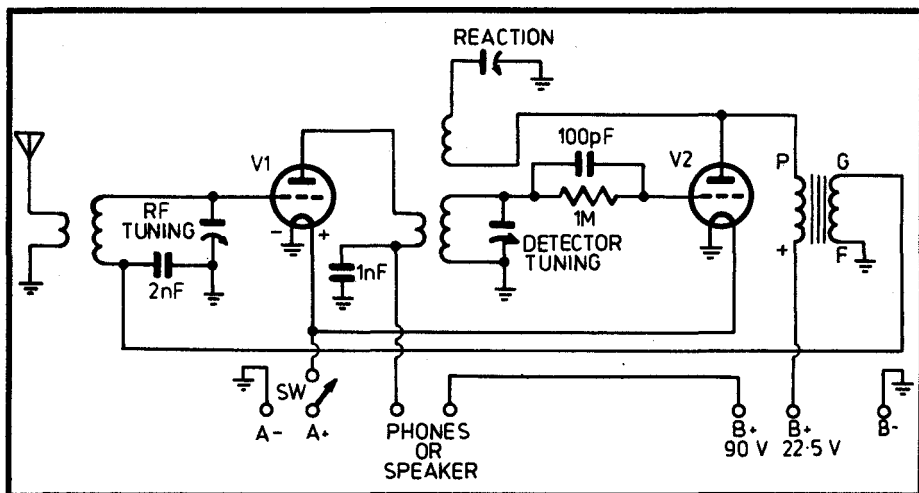 REACTION
100pF
V1
V2
P
G
RF
TUNING
1M
-
+
DETECTOR
TUNING
+
F
1nF
2nF
SW
A-
A+
PHONES
OR
SPEAKER
B+
90 V
B+
22·5 V
B-